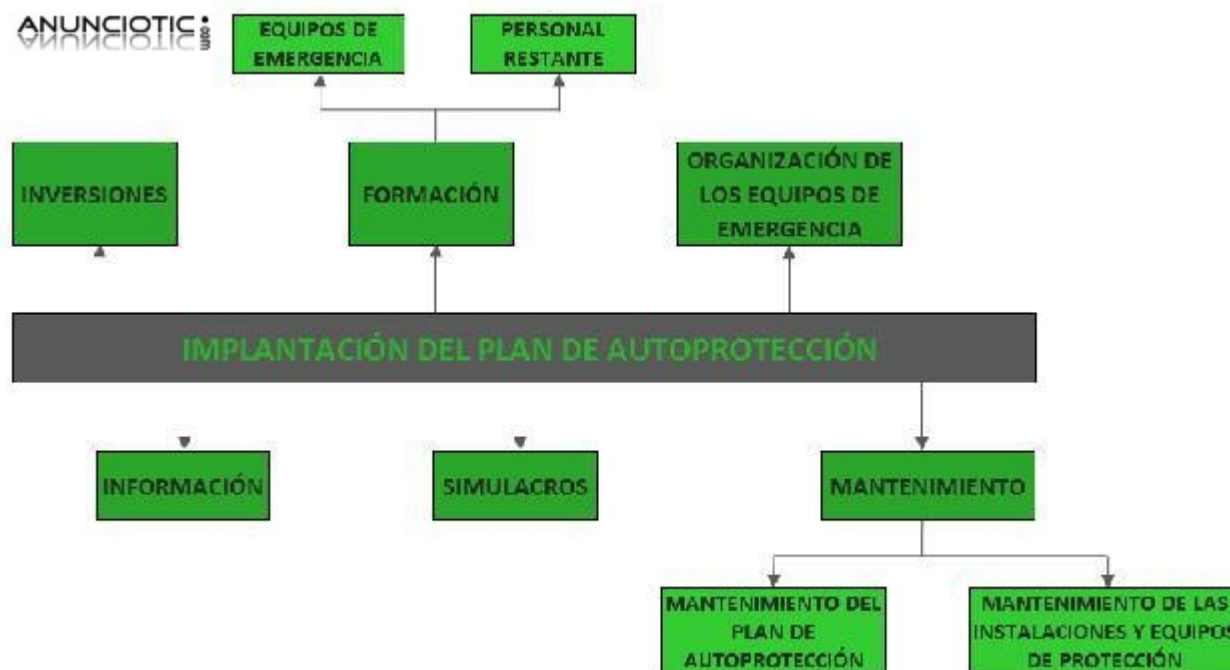 ANUNCIOTIC.com
EQUIPOS DE
EMERGENCIA
PERSONAL
RESTANTE
INVERSIONES
FORMACIÓN
ORGANIZACIÓN DE
LOS EQUIPOS DE
EMERGENCIA
IMPLANTACIÓN DEL PLAN DE AUTOPROTECCIÓN
INFORMACIÓN
SIMULACROS
MANTENIMIENTO
MANTENIMIENTO DEL
PLAN DE
AUTOPROTECCIÓN
MANTENIMIENTO DE LAS
INSTALACIONES Y EQUIPOS
DE PROTECCIÓN